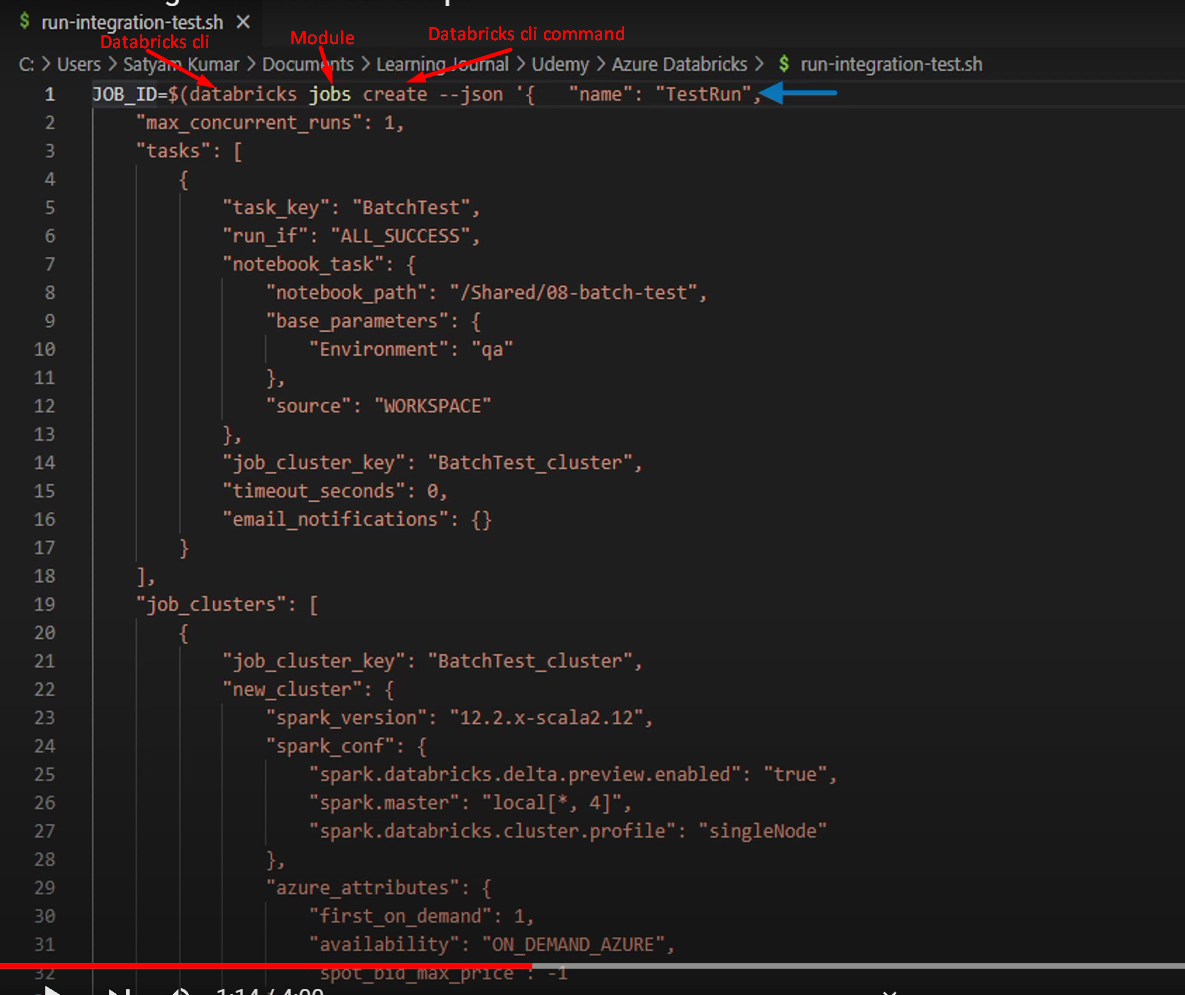 run-integration-test.sh
Databricks cli
Module
Databricks cli command
C: > Users > Satyam Kumar > Documents > Learning Journal > Udemy > Azure Databricks > $ run-integration-test.sh
1 JOB_ID=$(databricks jobs create --json '{ "name": "TestRun",
2 "max_concurrent_runs": 1,
3 "tasks": [
4 {
5 "task_key": "BatchTest",
6 "run_if": "ALL_SUCCESS",
7 "notebook_task": {
8 "notebook_path": "/Shared/08-batch-test",
9 "base_parameters": {
10 "Environment": "qa"
11 },
12 "source": "WORKSPACE"
13 },
14 "job_cluster_key": "BatchTest_cluster",
15 "timeout_seconds": 0,
16 "email_notifications": {}
17 }
18 ],
19 "job_clusters": [
20 {
21 "job_cluster_key": "BatchTest_cluster",
22 "new_cluster": {
23 "spark_version": "12.2.x-scala2.12",
24 "spark_conf": {
25 "spark.databricks.delta.preview.enabled": "true",
26 "spark.master": "local[*, 4]",
27 "spark.databricks.cluster.profile": "singleNode"
28 },
29 "azure_attributes": {
30 "first_on_demand": 1,
31 "availability": "ON_DEMAND_AZURE",
32 "spot_bid_max_price": -1
1:14 / 4:00